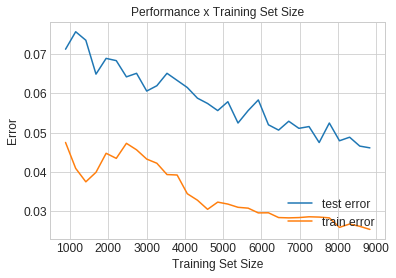 Performance x Training Set Size
Error
0.07
0.06
0.05
0.04
0.03
test error
train error
1000 2000 3000 4000 5000 6000 7000 8000 9000
Training Set Size